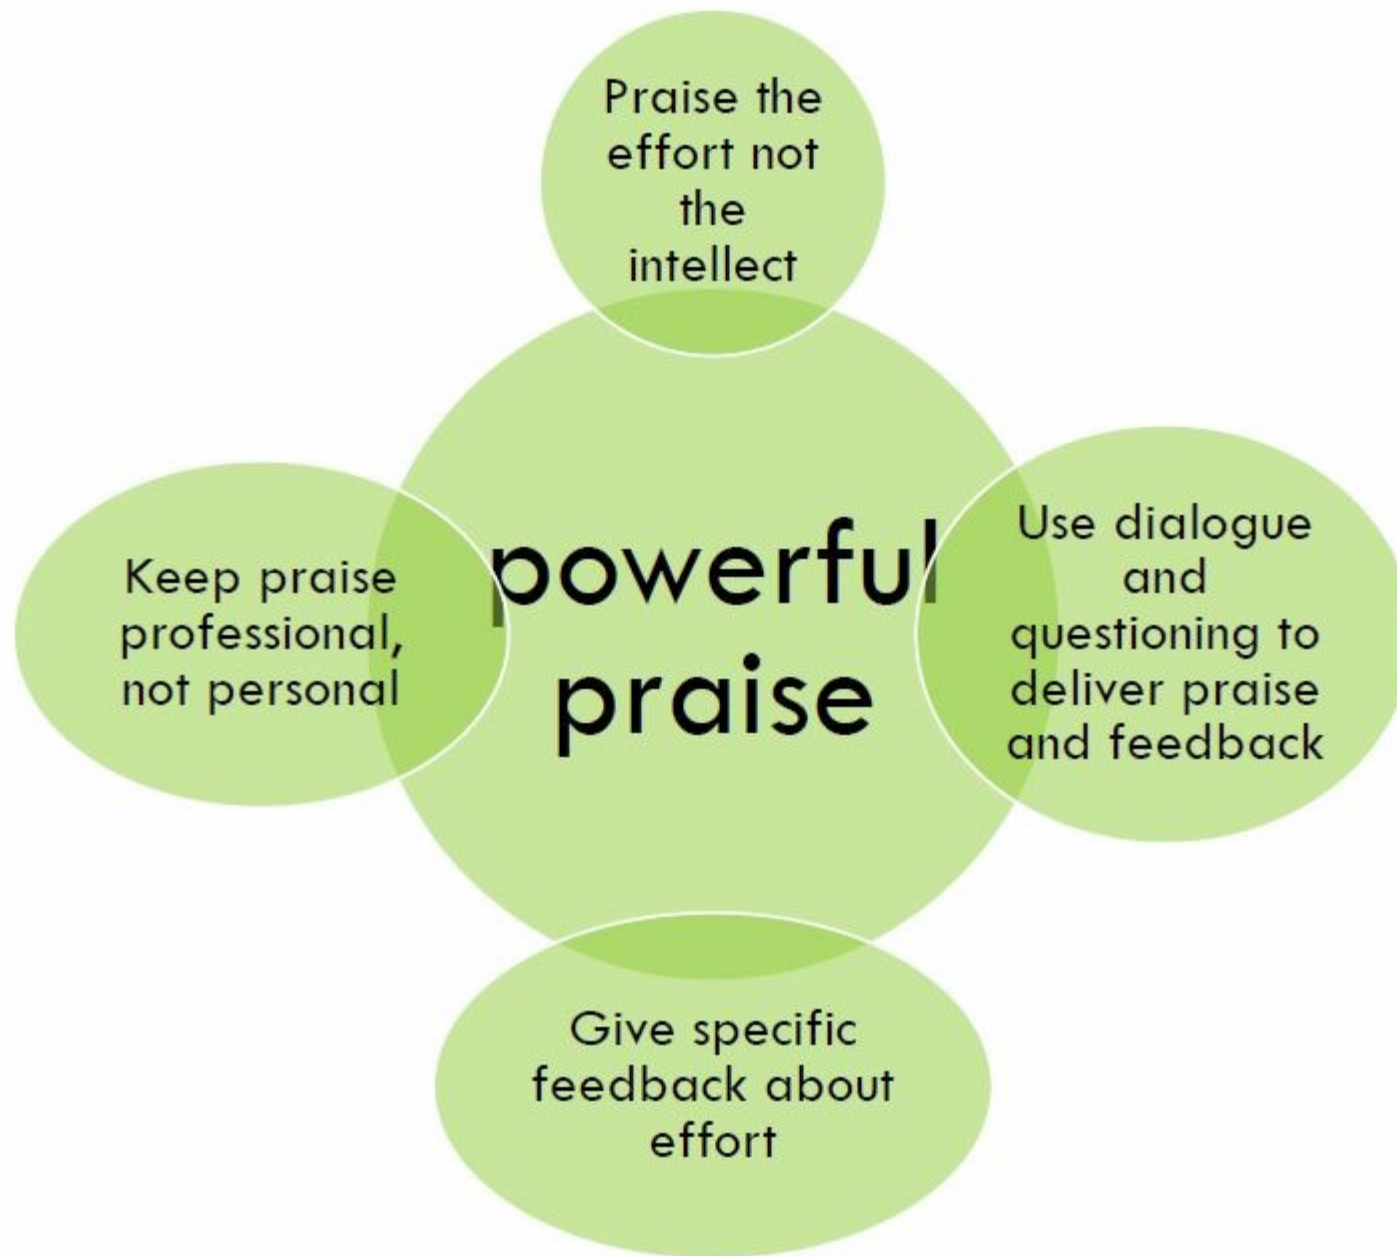 Praise the
effort not
the
intellect
powerful
praise
Use dialogue
and
questioning to
deliver praise
and feedback
Give specific
feedback about
effort
Keep praise
professional,
not personal